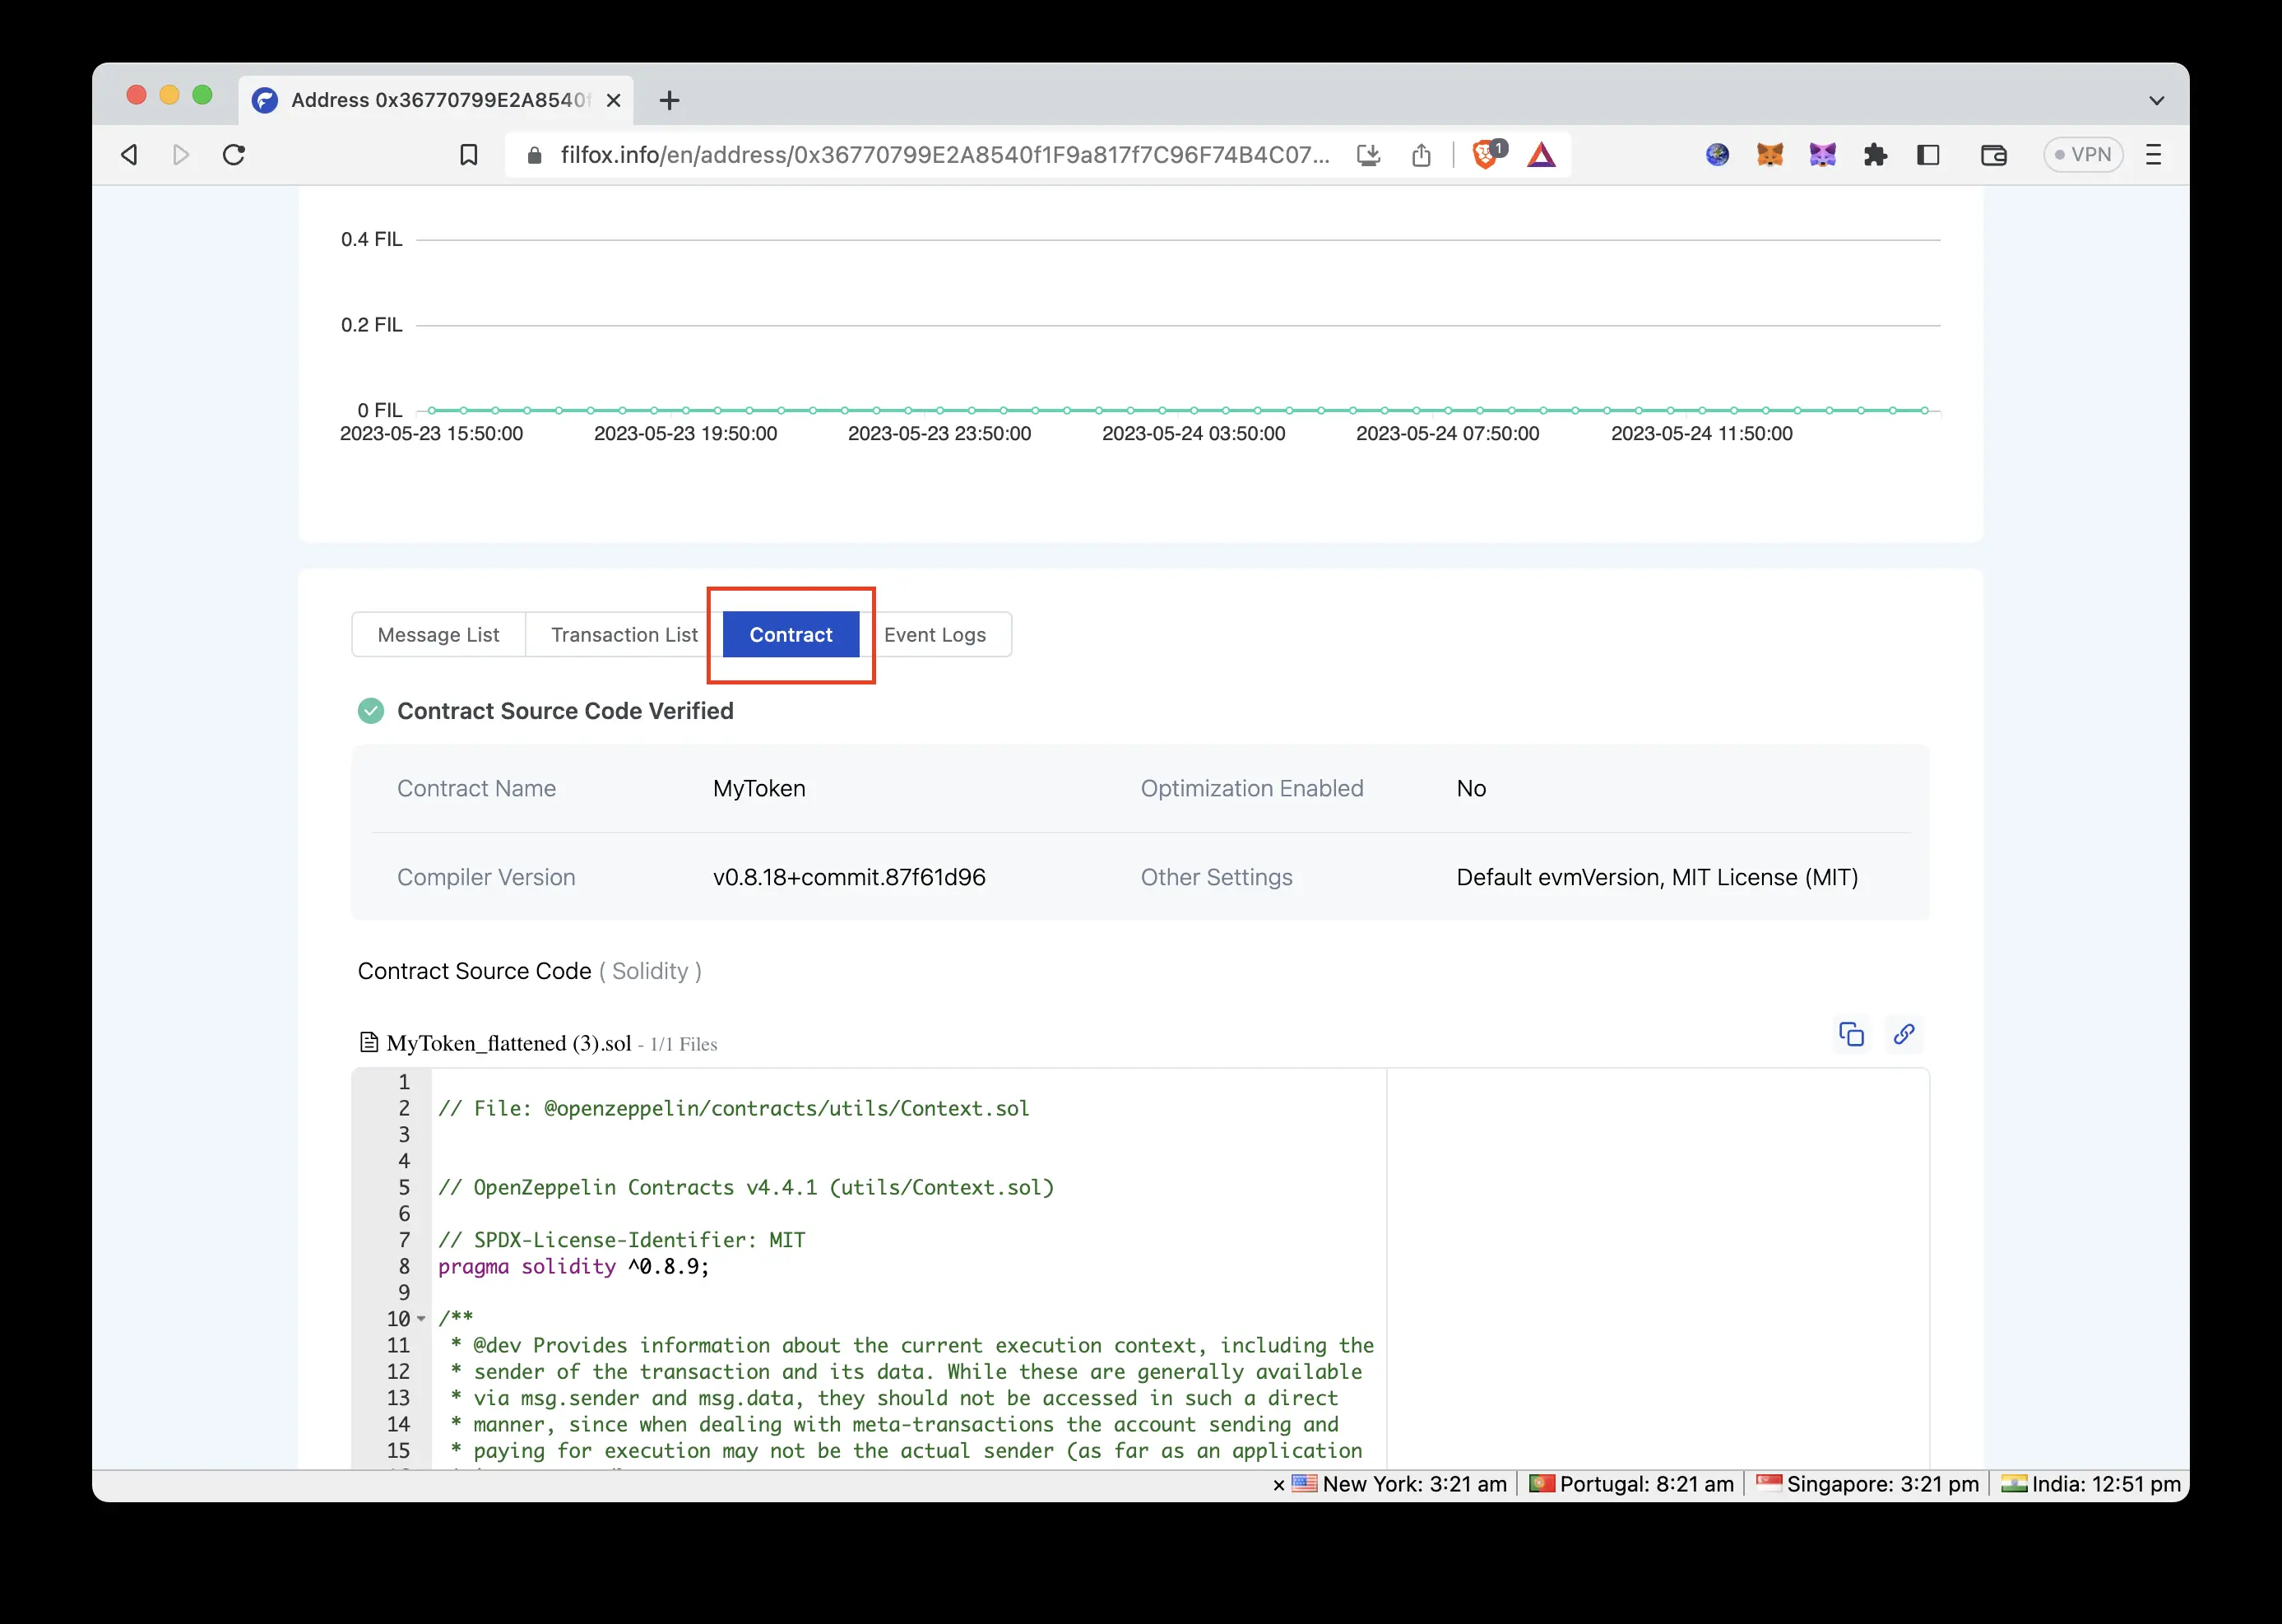 Address 0x36770799E2A8540f
filfox.info/en/address/0x36770799E2A8540f1F9a817f7C96F74B4C07...
1
VPN
0.4 FIL
0.2 FIL
0 FIL
2023-05-23 15:50:00 2023-05-23 19:50:00 2023-05-23 23:50:00 2023-05-24 03:50:00 2023-05-24 07:50:00 2023-05-24 11:50:00
Message List Transaction List Contract Event Logs
Contract Source Code Verified
Contract Name MyToken Optimization Enabled No
Compiler Version v0.8.18+commit.87f61d96 Other Settings Default evmVersion, MIT License (MIT)
Contract Source Code ( Solidity )
MyToken_flattened (3).sol - 1/1 Files
1
2 // File: @openzeppelin/contracts/utils/Context.sol
3
4
5 // OpenZeppelin Contracts v4.4.1 (utils/Context.sol)
6
7 // SPDX-License-Identifier: MIT
8 pragma solidity ^0.8.9;
9
10 /**
11 * @dev Provides information about the current execution context, including the
12 * sender of the transaction and its data. While these are generally available
13 * via msg.sender and msg.data, they should not be accessed in such a direct
14 * manner, since when dealing with meta-transactions the account sending and
15 * paying for execution may not be the actual sender (as far as an application
× New York: 3:21 am Portugal: 8:21 am Singapore: 3:21 pm India: 12:51 pm